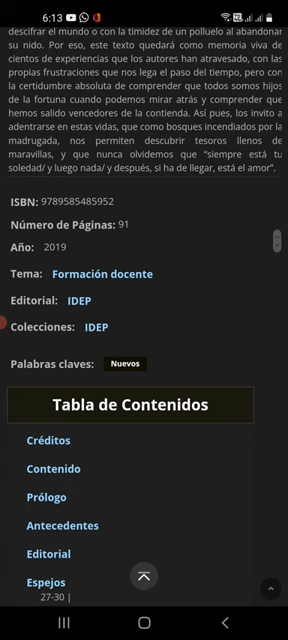 6:13
descifrar el mundo o con la timidez de un polluelo al abandonar
su nido. Por eso, este texto quedará como memoria viva de
cientos de experiencias que los autores han atravesado, con las
propias frustraciones que nos lega el paso del tiempo, pero con
la certidumbre absoluta de comprender que todos somos hijos
de la fortuna cuando podemos mirar atrás y comprender que
hemos salido vencedores de la contienda. Así pues, los invito a
adentrarse en estas vidas, que como bosques incendiados por la
madrugada, nos permiten descubrir tesoros llenos de
maravillas, y que nunca olvidemos que “siempre está tu
soledad/ y luego nada/ y después, si ha de llegar, está el amor”.
ISBN: 9789585485952
Número de Páginas: 91
Año: 2019
Tema: Formación docente
Editorial: IDEP
Colecciones: IDEP
Palabras claves: Nuevos
Tabla de Contenidos
Créditos
Contenido
Prólogo
Antecedentes
Editorial
Espejos
27-30 |